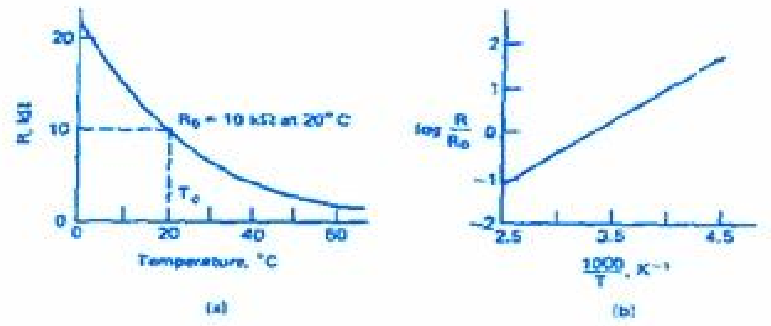 20
10
0
R, kΩ
R₀ = 10 kΩ at 20° C
T₀
0 20 40 60
Temperature, °C
(a)
2
1
0
-1
-2
log R/R₀
2.5 3.5 4.5
1000/T, K⁻¹
(b)